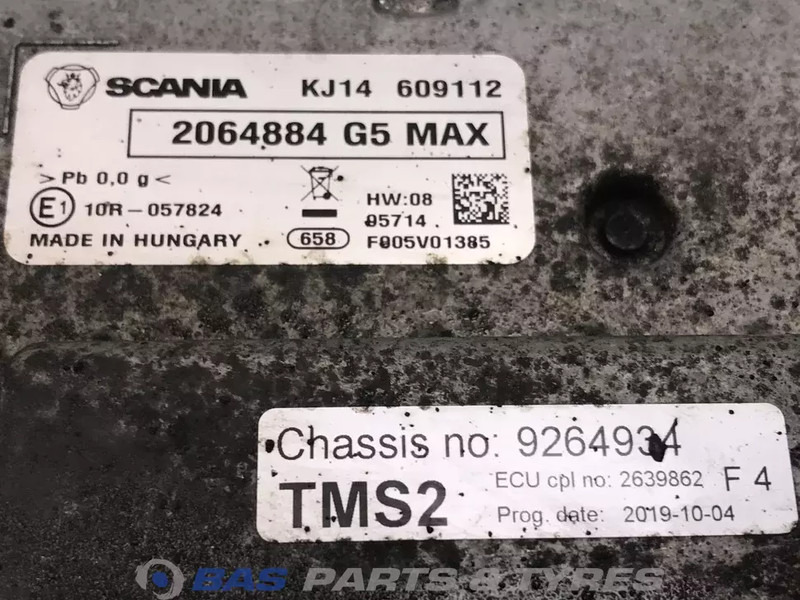 SCANIA KJ14 609112
2064884 G5 MAX
>Pb 0,0 g<
E1 10R-057824
HW:08
05714
MADE IN HUNGARY 658 F005V01385
Chassis no: 9264934
ECU cpl no: 2639862 F 4
TMS2
Prog. date: 2019-10-04
BAS PARTS & TYRES